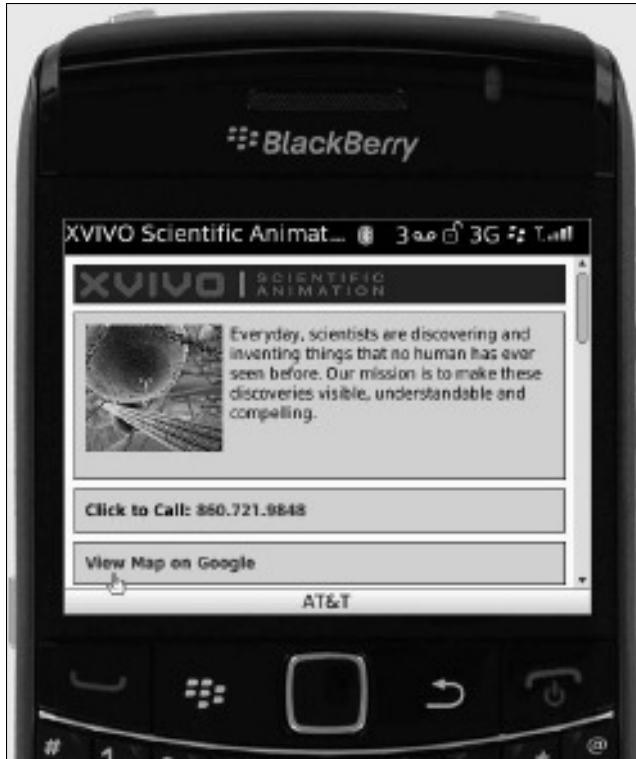 BlackBerry
XVIVO Scientific Animat... 3 3G
XVIVO | SCIENTIFIC
ANIMATION
Everyday, scientists are discovering and
inventing things that no human has ever
seen before. Our mission is to make these
discoveries visible, understandable and
compelling.
Click to Call: 860.721.9848
View Map on Google
AT&T
# 1 * @